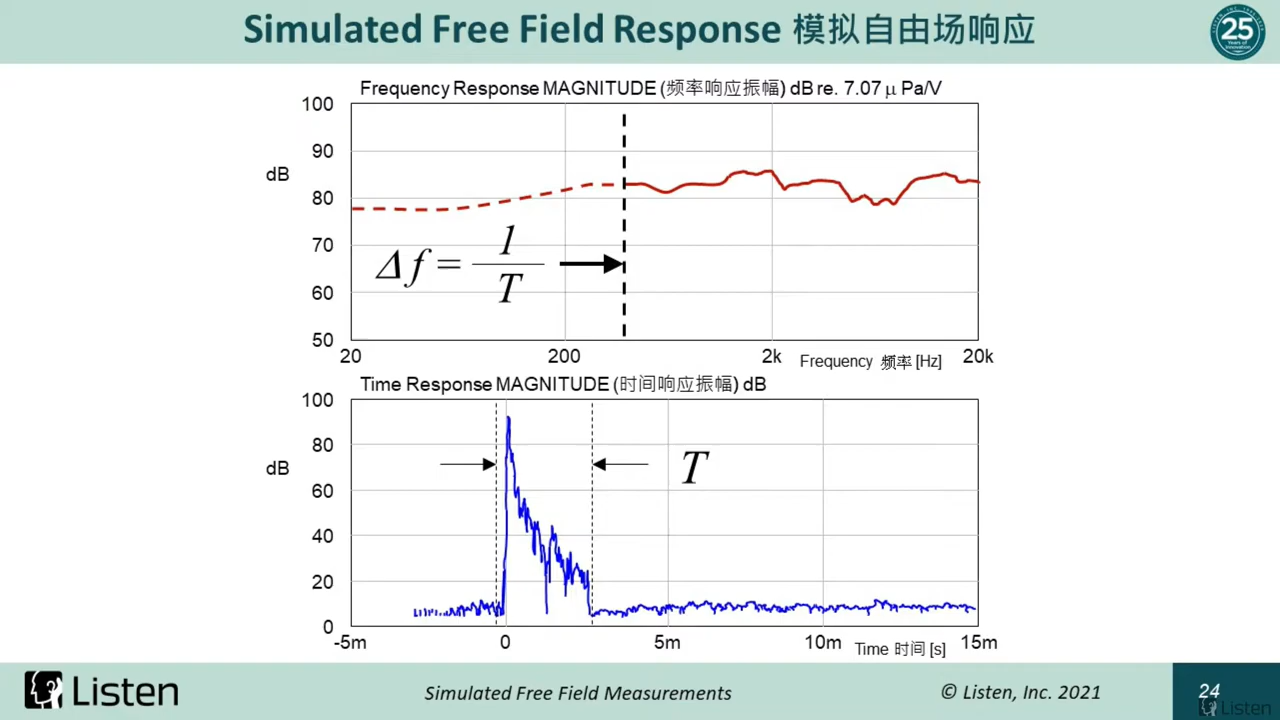 Simulated Free Field Response 模拟自由场响应
25
Years of
Innovation
Frequency Response MAGNITUDE (频率响应振幅) dB re. 7.07 µ Pa/V
100
90
dB
80
70
60
50
Δf = 1/T
20
200
2k
Frequency 频率 [Hz]
20k
Time Response MAGNITUDE (时间响应振幅) dB
100
80
dB
T
60
40
20
0
-5m
0
5m
10m
Time 时间 [s]
15m
Listen
Simulated Free Field Measurements
© Listen, Inc. 2021
24
Listen